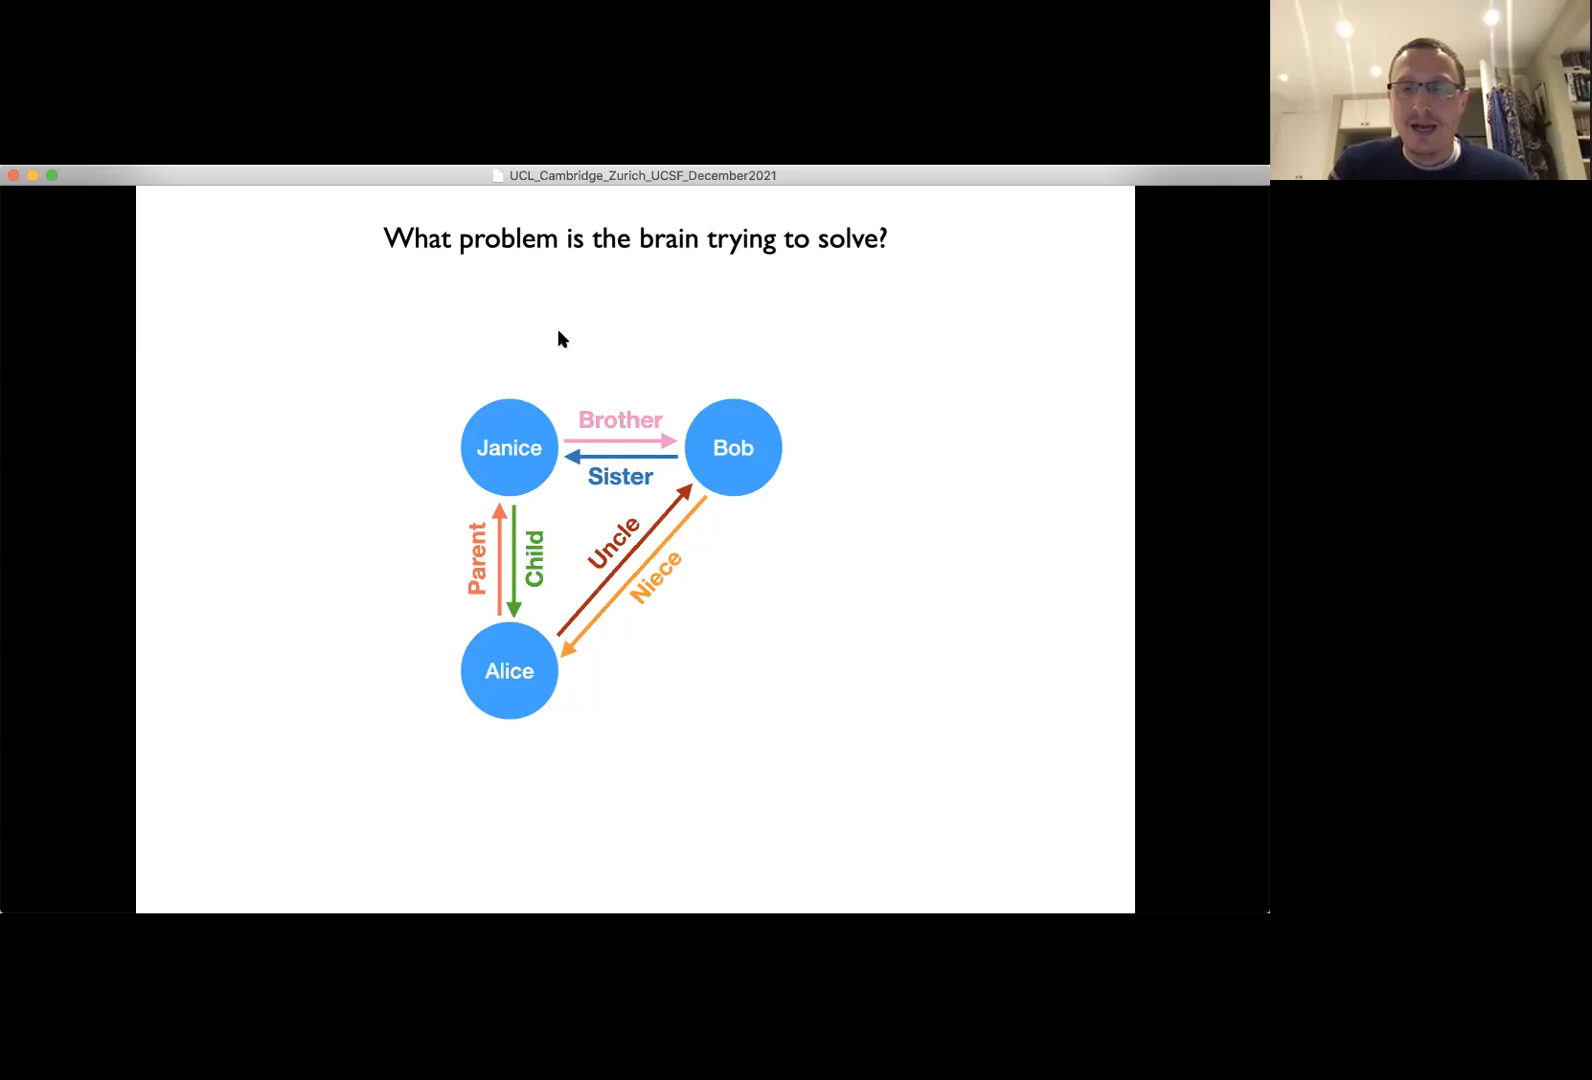 UCL_Cambridge_Zurich_UCSF_December2021
What problem is the brain trying to solve?
Janice
Brother
Sister
Bob
Parent
Child
Uncle
Niece
Alice